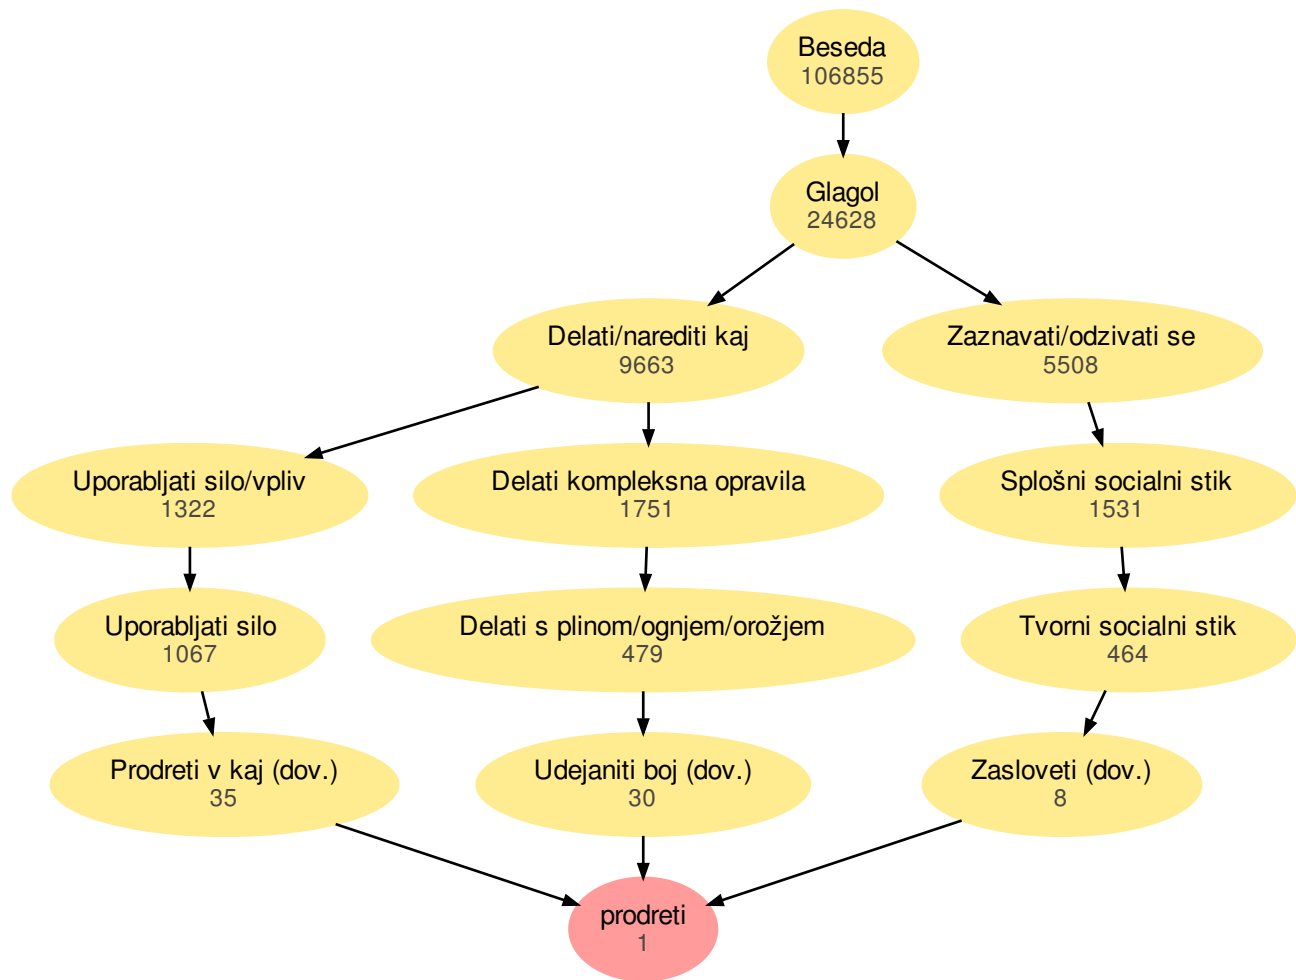 Beseda
106855
Glagol
24628
Delati/narediti kaj
9663
Zaznavati/odzivati se
5508
Uporabljati silo/vpliv
1322
Delati kompleksna opravila
1751
Splošni socialni stik
1531
Uporabljati silo
1067
Delati s plinom/ognjem/orožjem
479
Tvorni socialni stik
464
Prodreti v kaj (dov.)
35
Udejaniti boj (dov.)
30
Zasloveti (dov.)
8
prodreti
1